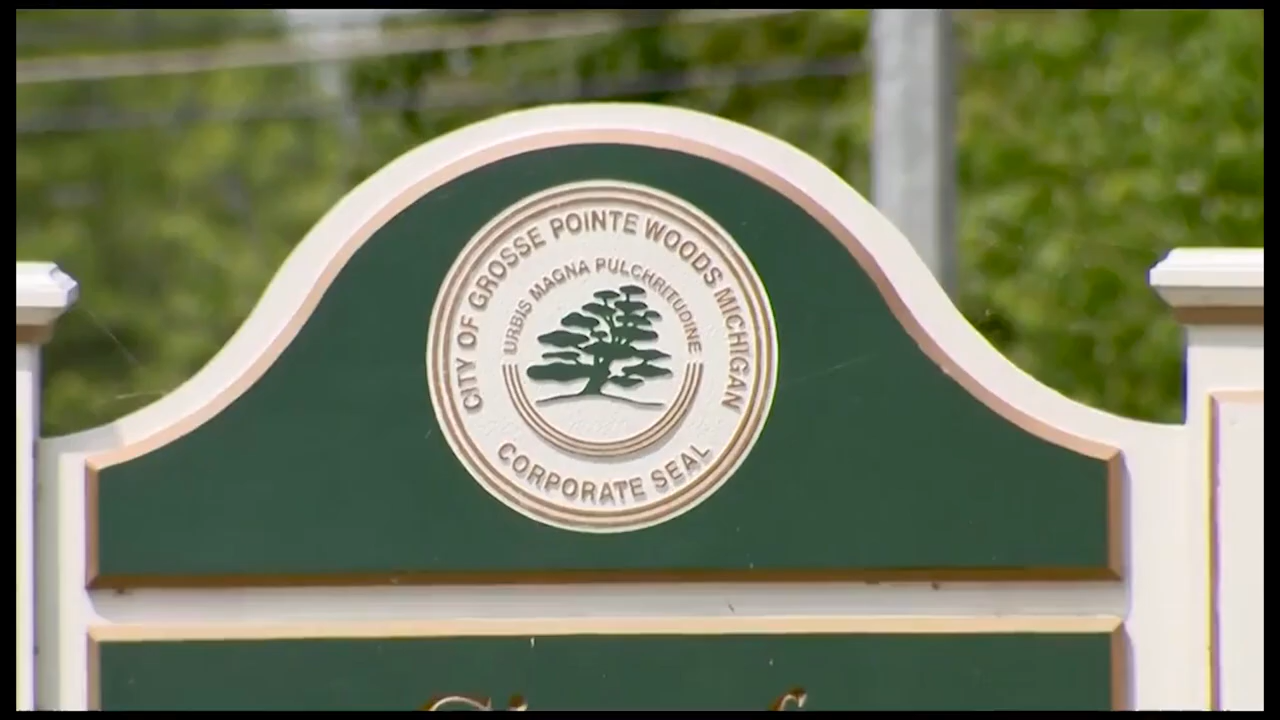 CITY OF GROSSE POINTE WOODS MICHIGAN
URBIS MAGNA PULCHRITUDINE
CORPORATE SEAL